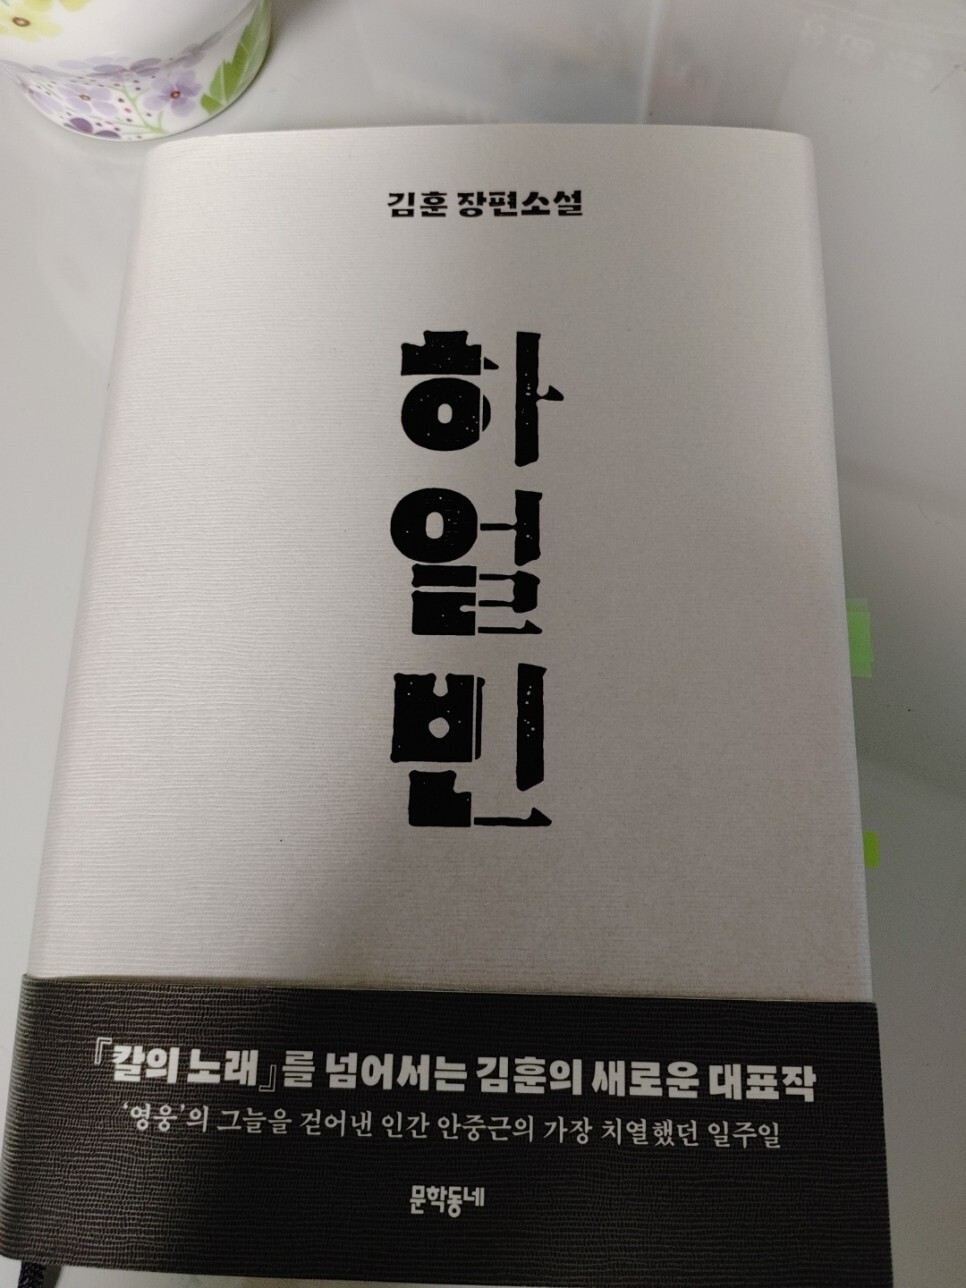 김훈 장편소설
하얼빈
『칼의 노래』를 넘어서는 김훈의 새로운 대표작
‘영웅’의 그늘을 걷어낸 인간 안중근의 가장 치열했던 일주일
문학동네